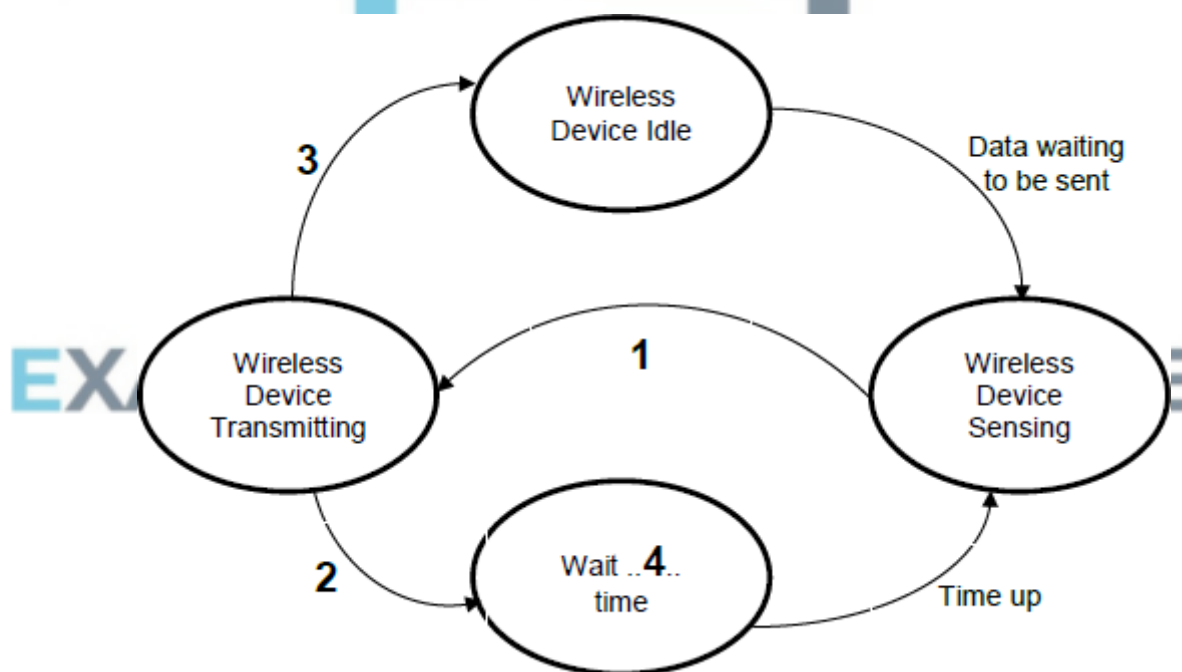 Wireless
Device Idle
3
Data waiting
to be sent
1
EX
Wireless
Device
Transmitting
Wireless
Device
Sensing
2
Wait ..4..
time
Time up